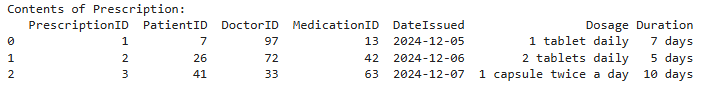 Contents of Prescription:
PrescriptionID PatientID DoctorID MedicationID DateIssued Dosage Duration
0 1 7 97 13 2024-12-05 1 tablet daily 7 days
1 2 26 72 42 2024-12-06 2 tablets daily 5 days
2 3 41 33 63 2024-12-07 1 capsule twice a day 10 days